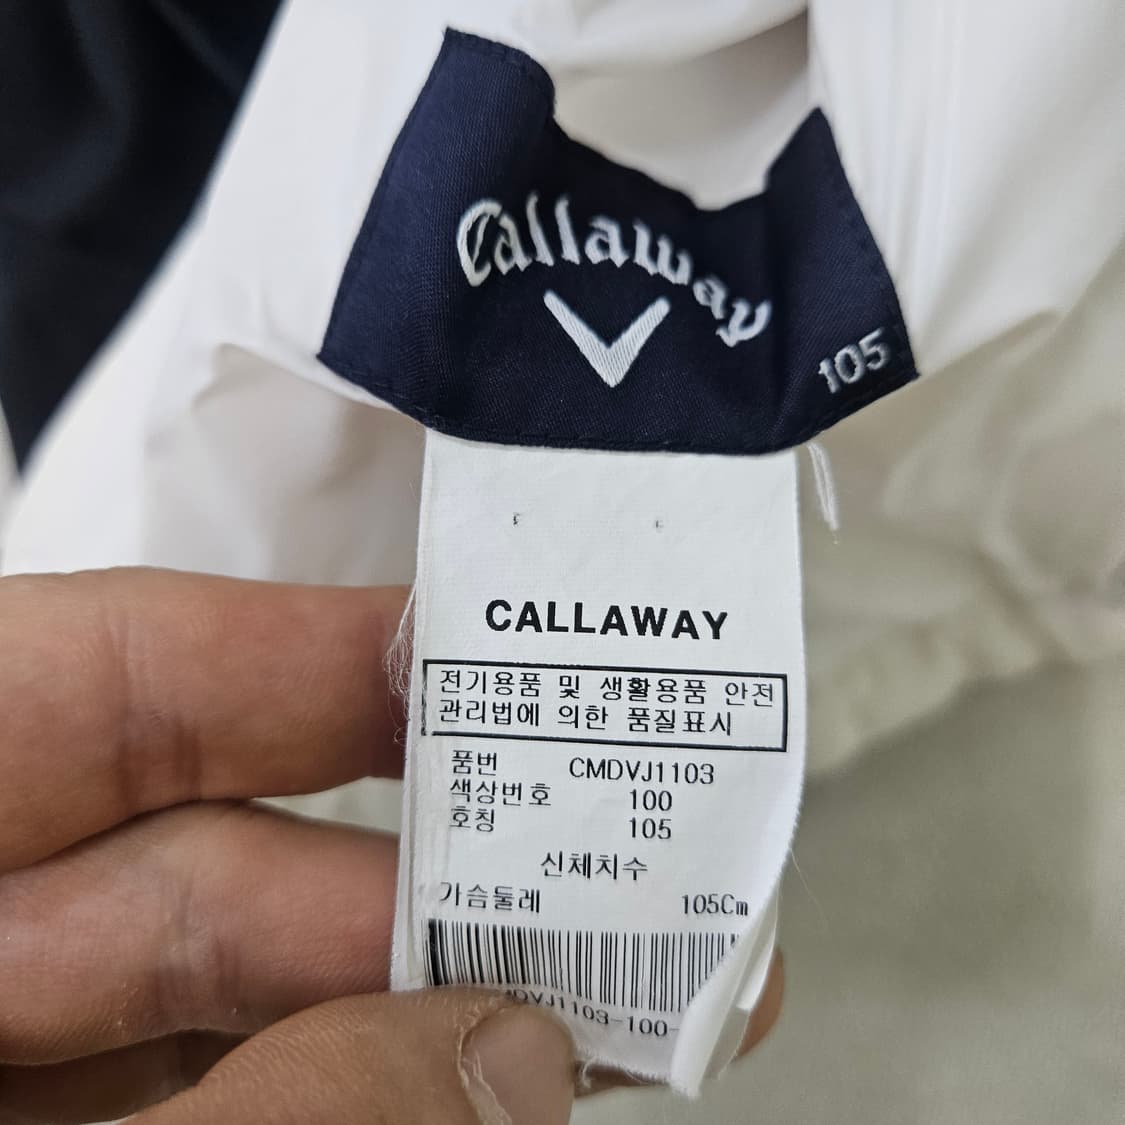 Callaway
105
CALLAWAY
전기용품 및 생활용품 안전
관리법에 의한 품질표시
품번 CMDVJ1103
색상번호 100
호칭 105
신체치수
가슴둘레 105Cm
MDVJ1103-100-